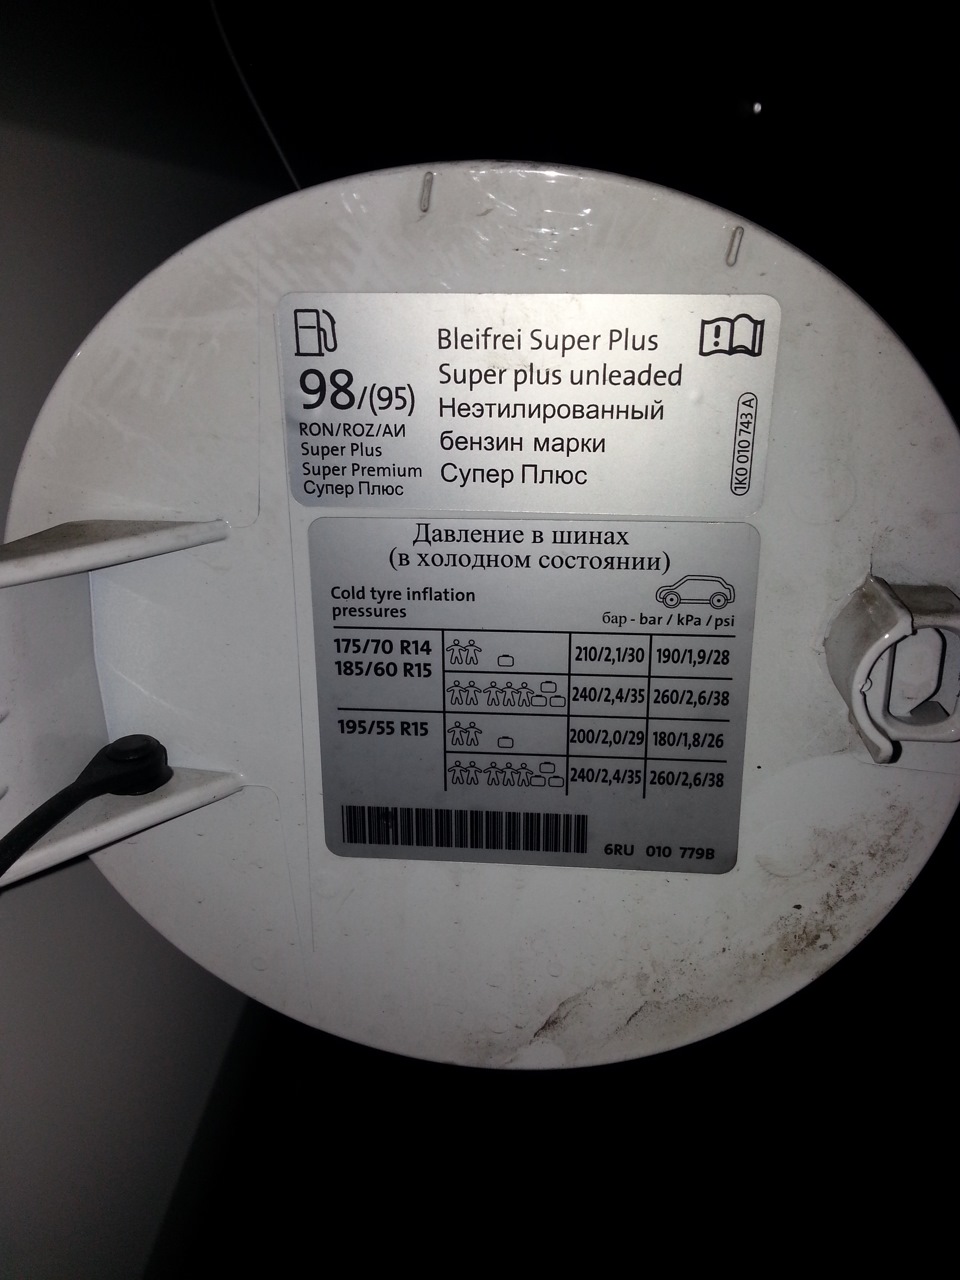 98/(95)
RON/ROZ/АИ
Super Plus
Super Premium
Супер Плюс
Bleifrei Super Plus
Super plus unleaded
Неэтилированный
бензин марки
Супер Плюс
1K0 010 743 A
Давление в шинах
(в холодном состоянии)
Cold tyre inflation
pressures
бар - bar / kPa / psi
175/70 R14
185/60 R15
210/2,1/30 190/1,9/28
240/2,4/35 260/2,6/38
195/55 R15
200/2,0/29 180/1,8/26
240/2,4/35 260/2,6/38
6RU 010 779B